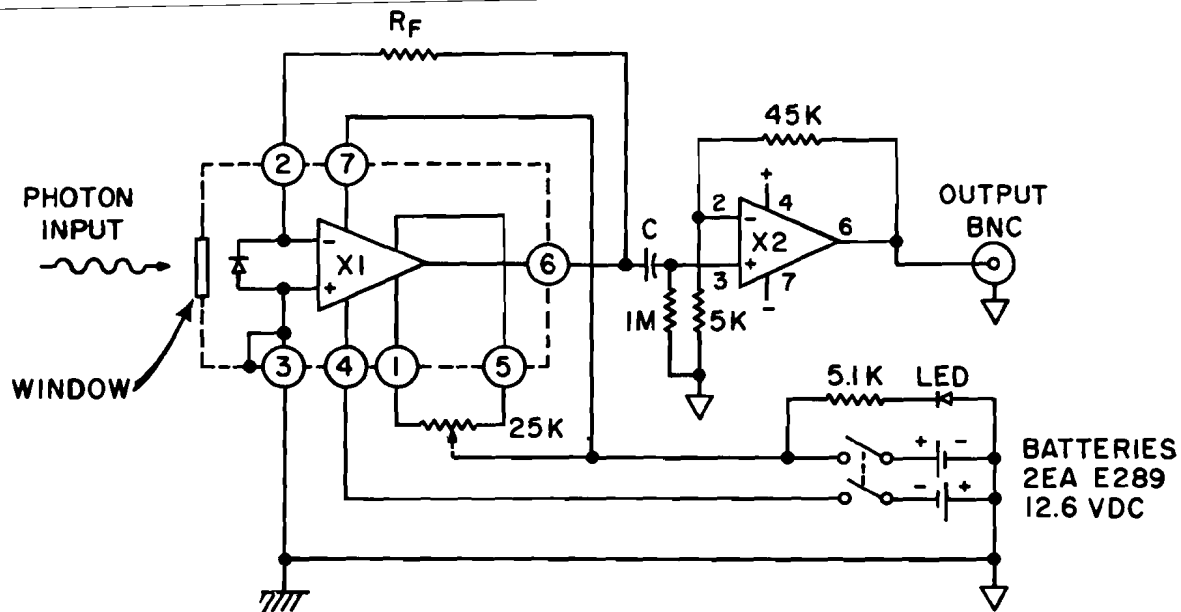 R_F
45K
2
7
PHOTON
INPUT
OUTPUT
BNC
+
4
2
-
6
C
X2
-
X1
6
+
3
+
7
-
1M
5K
WINDOW
3
4
1
5
5.1K
LED
25K
+
-
BATTERIES
2EA E289
12.6 VDC
-
+